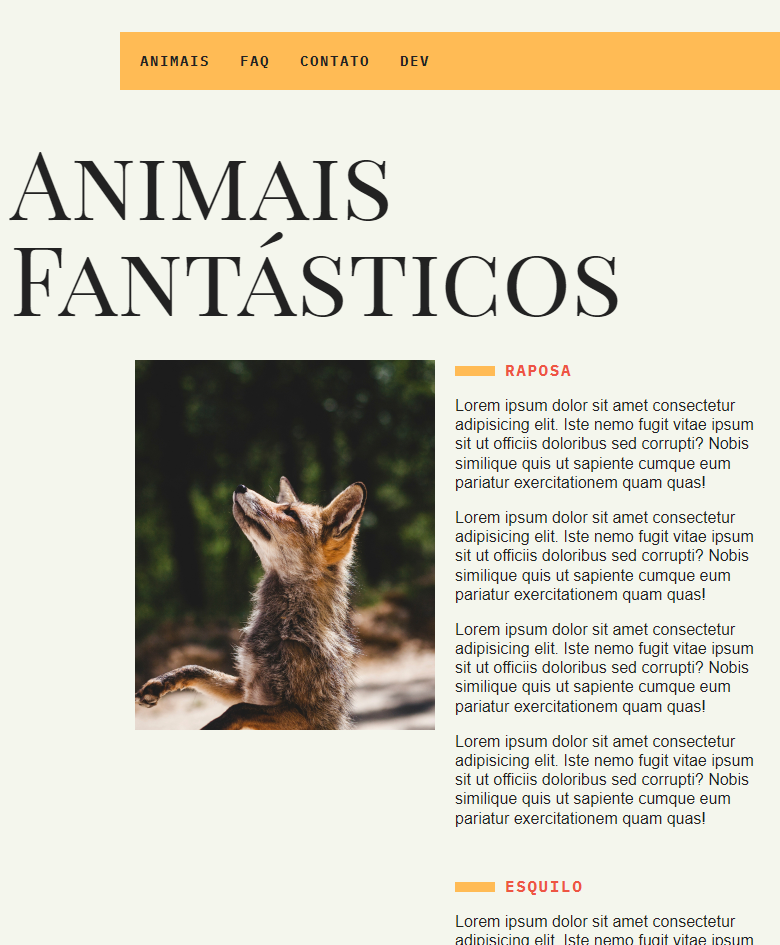 ANIMAIS FAQ CONTATO DEV
Animais
Fantásticos
RAPOSA
Lorem ipsum dolor sit amet consectetur
adipisicing elit. Iste nemo fugit vitae ipsum
sit ut officiis doloribus sed corrupti? Nobis
similique quis ut sapiente cumque eum
pariatur exercitationem quam quas!
Lorem ipsum dolor sit amet consectetur
adipisicing elit. Iste nemo fugit vitae ipsum
sit ut officiis doloribus sed corrupti? Nobis
similique quis ut sapiente cumque eum
pariatur exercitationem quam quas!
Lorem ipsum dolor sit amet consectetur
adipisicing elit. Iste nemo fugit vitae ipsum
sit ut officiis doloribus sed corrupti? Nobis
similique quis ut sapiente cumque eum
pariatur exercitationem quam quas!
Lorem ipsum dolor sit amet consectetur
adipisicing elit. Iste nemo fugit vitae ipsum
sit ut officiis doloribus sed corrupti? Nobis
similique quis ut sapiente cumque eum
pariatur exercitationem quam quas!
ESQUILO
Lorem ipsum dolor sit amet consectetur
adipisicing elit. Iste nemo fugit vitae ipsum